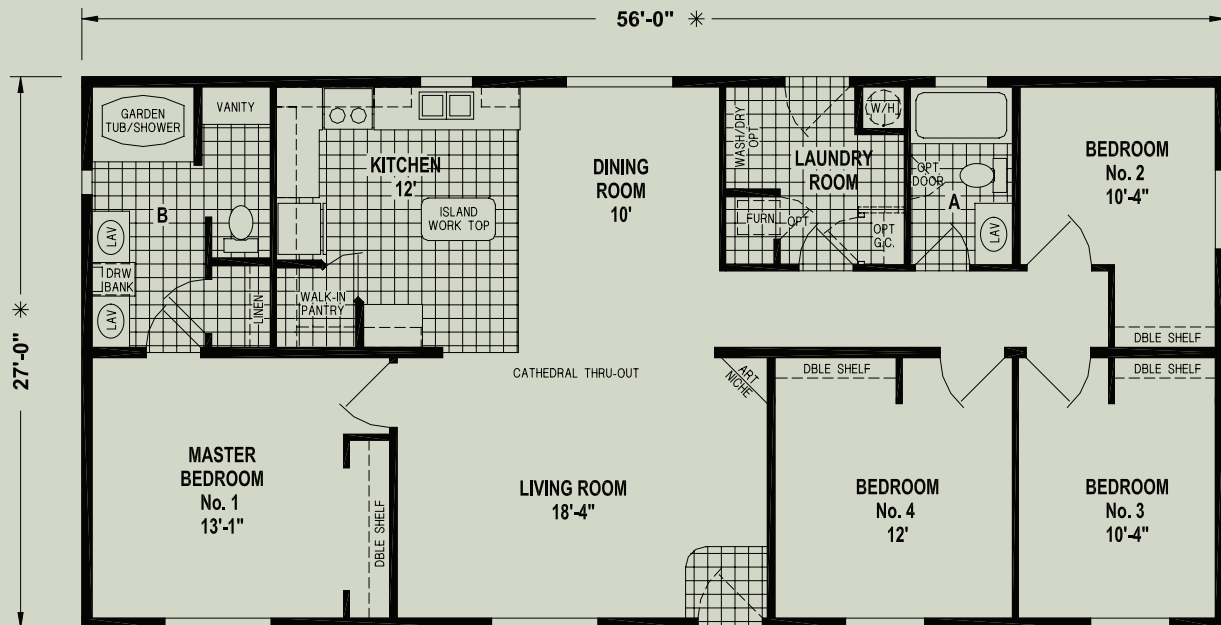 56'-0" ✳
27'-0" ✳
GARDEN
TUB/SHOWER
VANITY
B
LAV
DRW
BANK
LAV
LINEN
KITCHEN
12'
ISLAND
WORK TOP
WALK-IN
PANTRY
DINING
ROOM
10'
WASH/DRY
OPT
W/H
LAUNDRY
ROOM
FURN
OPT
OPT
G.C.
OPT
DOOR
A
LAV
BEDROOM
No. 2
10'-4"
DBLE SHELF
CATHEDRAL THRU-OUT
ART
NICHE
DBLE SHELF
DBLE SHELF
MASTER
BEDROOM
No. 1
13'-1"
DBLE SHELF
LIVING ROOM
18'-4"
BEDROOM
No. 4
12'
BEDROOM
No. 3
10'-4"